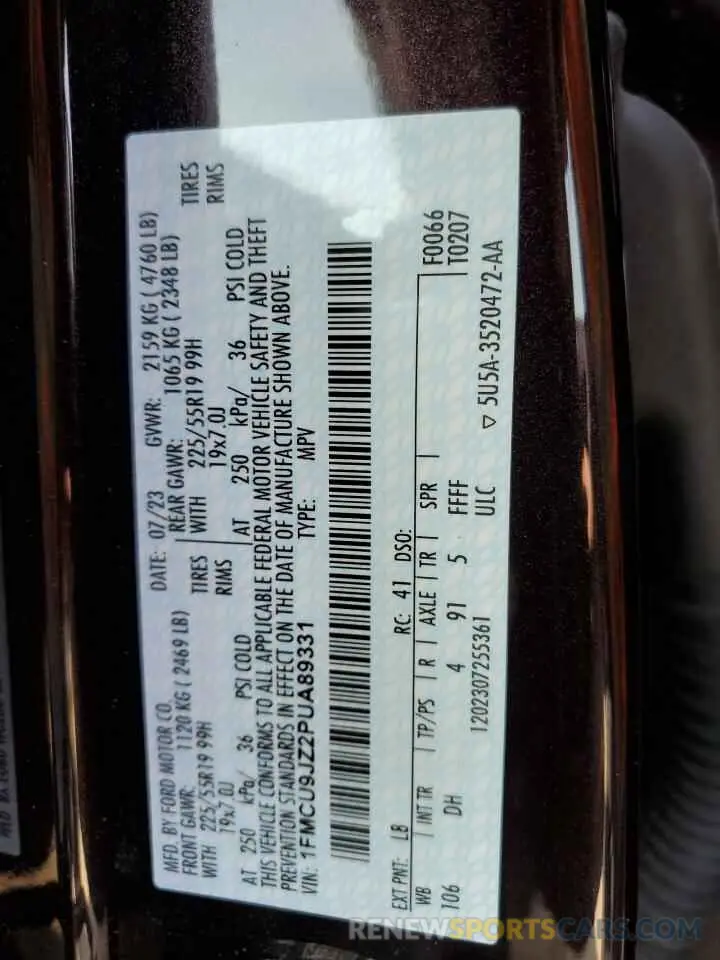 MFD. BY FORD MOTOR CO.
DATE: 07/23 GVWR: 2159 KG ( 4760 LB)
FRONT GAWR: 1120 KG ( 2469 LB)
REAR GAWR: 1065 KG ( 2348 LB)
WITH 225/55R19 99H TIRES
WITH 225/55R19 99H TIRES
19x7.0J RIMS
19x7.0J RIMS
AT 250 kPa/ 36 PSI COLD
AT 250 kPa/ 36 PSI COLD
THIS VEHICLE CONFORMS TO ALL APPLICABLE FEDERAL MOTOR VEHICLE SAFETY AND THEFT
PREVENTION STANDARDS IN EFFECT ON THE DATE OF MANUFACTURE SHOWN ABOVE.
VIN: 1FMCU9JZ2PUA89331 TYPE: MPV
EXT PNT: LB RC: 41 DSO:
WB INT TR TP/PS R AXLE TR SPR F0066
106 DH 4 91 5 FFFF T0207
ULC
1202307255361 ▽ 5U5A-3520472-AA
RENEWSPORTSCARS.COM